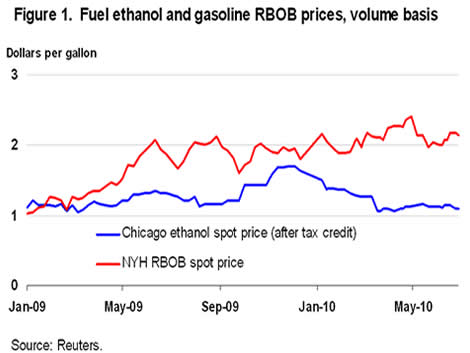 Figure 1.  Fuel ethanol and gasoline RBOB prices, volume basis
Dollars per gallon
3
2
1
0
Chicago ethanol spot price (after tax credit)
NYH RBOB spot price
Jan-09 May-09 Sep-09 Jan-10 May-10
Source: Reuters.